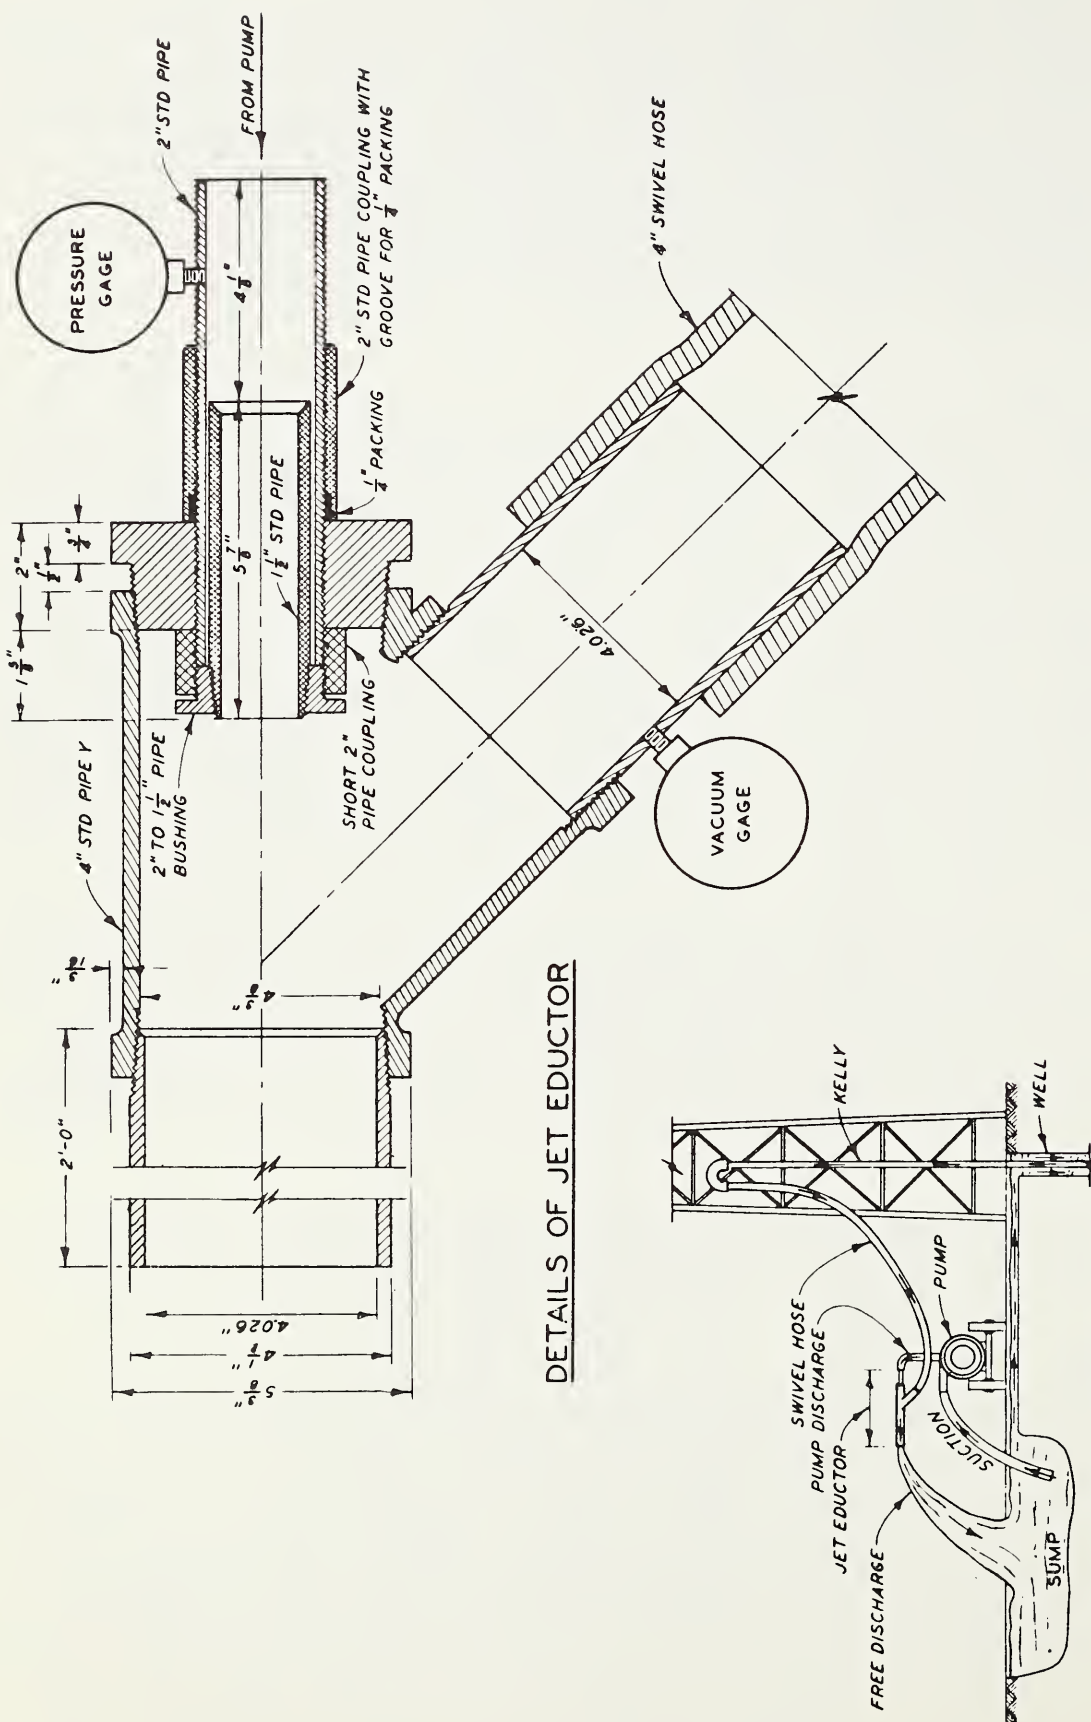 FROM PUMP
2" STD PIPE
PRESSURE
GAGE
2" STD PIPE COUPLING WITH
GROOVE FOR 1/4" PACKING
4 1/8"
1/4" PACKING
5 7/8"
1 1/2" STD PIPE
2"
1/2"
3/4"
1 5/8"
4" STD PIPE Y
2" TO 1 1/2" PIPE
BUSHING
SHORT 2"
PIPE COUPLING
4" SWIVEL HOSE
4.026"
VACUUM
GAGE
2'-0"
4.026"
DETAILS OF JET EDUCTOR
KELLY
WELL
SWIVEL HOSE
PUMP DISCHARGE
JET EDUCTOR
PUMP
SUCTION
FREE DISCHARGE
SUMP